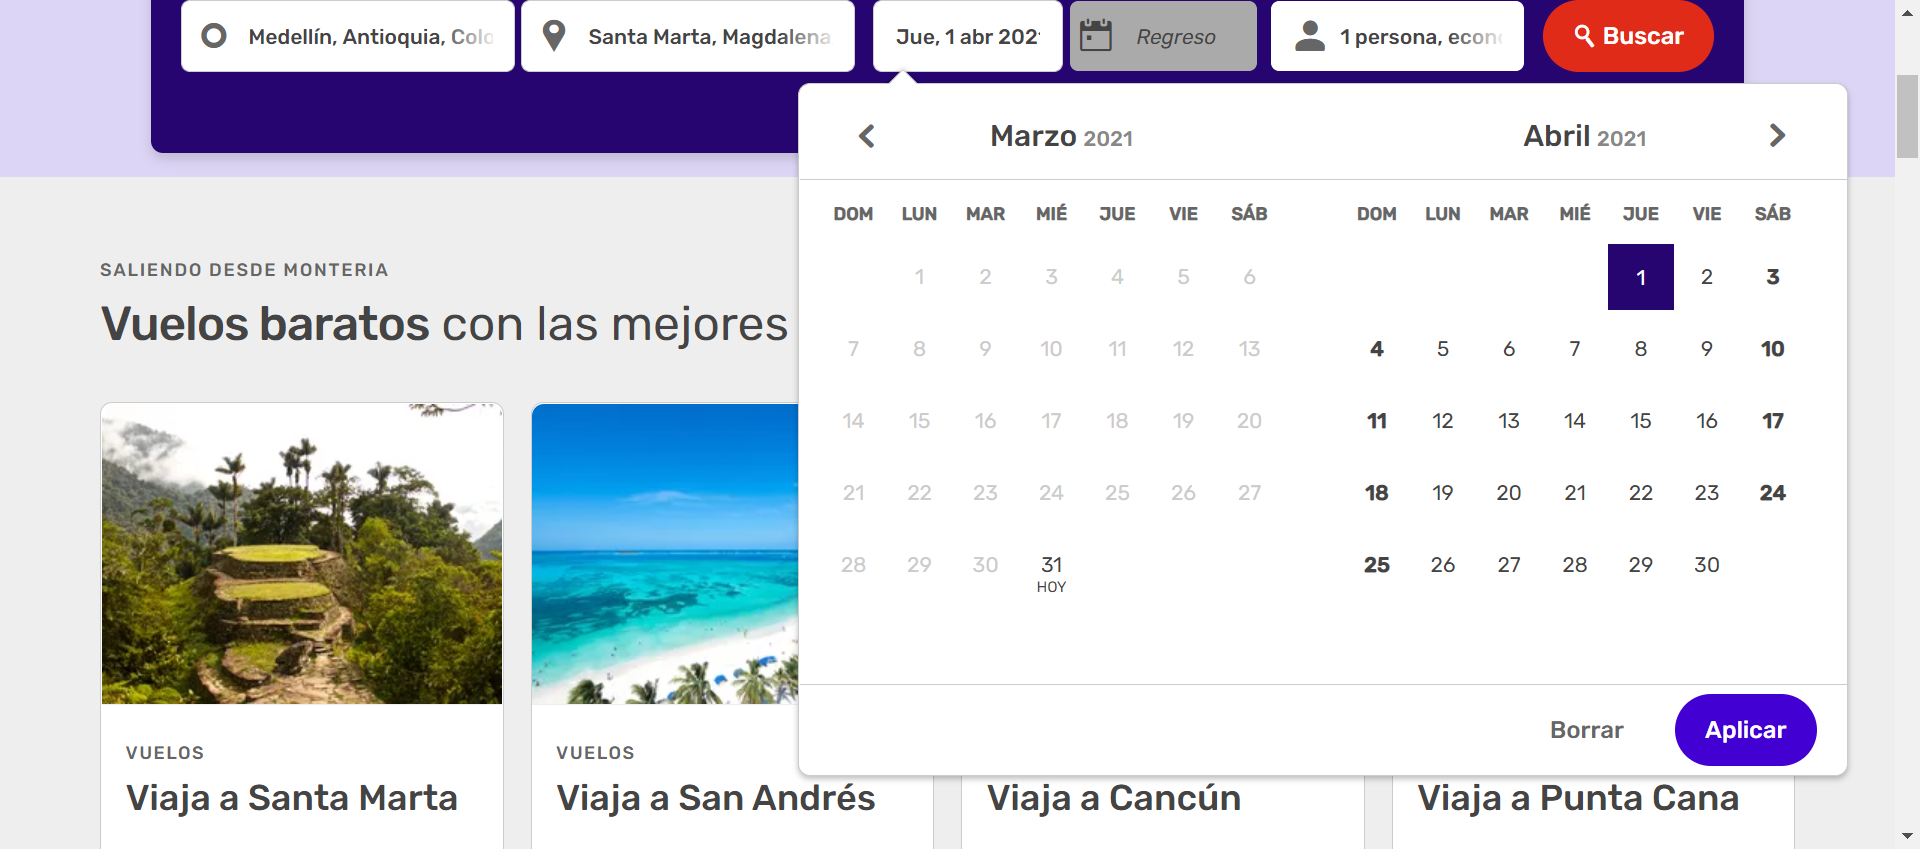 Medellín, Antioquia, Colo
Santa Marta, Magdalena
Jue, 1 abr 202
Regreso
1 persona, econ
Buscar
Marzo 2021
Abril 2021
DOM LUN MAR MIÉ JUE VIE SÁB
1 2 3 4 5 6
7 8 9 10 11 12 13
14 15 16 17 18 19 20
21 22 23 24 25 26 27
28 29 30 31
HOY
DOM LUN MAR MIÉ JUE VIE SÁB
1 2 3
4 5 6 7 8 9 10
11 12 13 14 15 16 17
18 19 20 21 22 23 24
25 26 27 28 29 30
Borrar
Aplicar
SALIENDO DESDE MONTERIA
Vuelos baratos con las mejores
VUELOS
Viaja a Santa Marta
VUELOS
Viaja a San Andrés
Viaja a Cancún
Viaja a Punta Cana